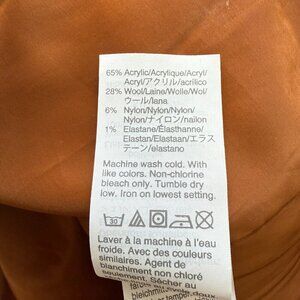 65% Acrylic/Acrylique/Acryl/
Acryl/アクリル/acrílico
28% Wool/Laine/Wolle/Wol/
ウール/lana
6% Nylon/Nylon/Nylon/
Nylon/ナイロン/nailon
1% Elastane/Élasthanne/
Elastan/Elastaan/エラス
テーン/elastano
Machine wash cold. With
like colors. Non-chlorine
bleach only. Tumble dry
low. Iron on lowest setting.
30
Laver à la machine à l'eau
froide. Avec des couleurs
similaires. Agent de
blanchiment non chloré
Sécher au